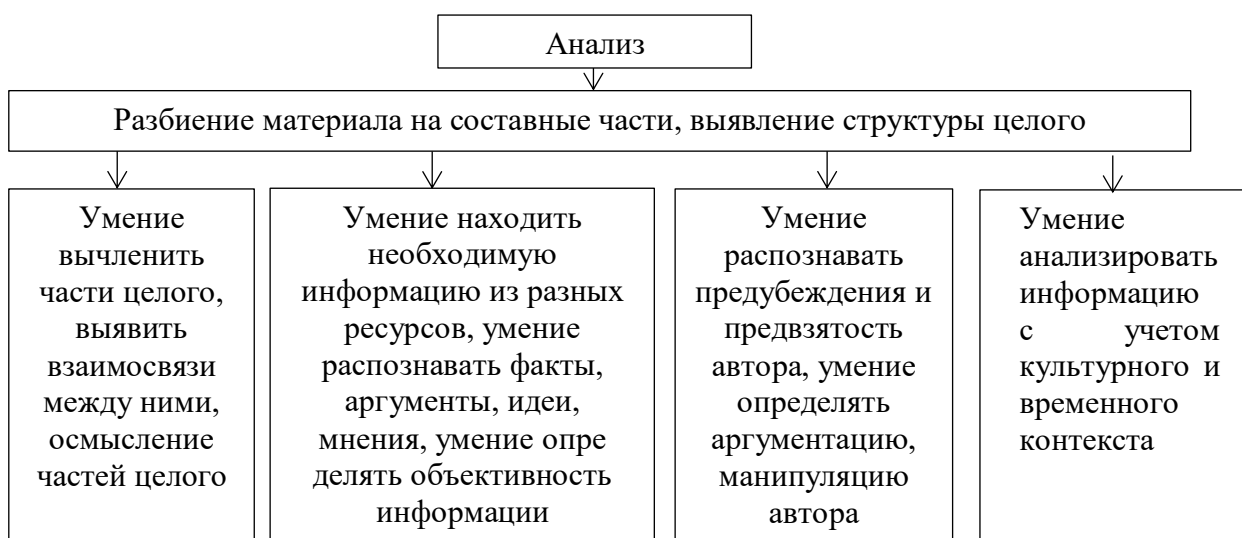 Анализ
Разбиение материала на составные части, выявление структуры целого
Умение
вычленить
части целого,
выявить
взаимосвязи
между ними,
осмысление
частей целого
Умение находить
необходимую
информацию из разных
ресурсов, умение
распознавать факты,
аргументы, идеи,
мнения, умение опре
делять объективность
информации
Умение
распознавать
предубеждения и
предвзятость
автора, умение
определять
аргументацию,
манипуляцию
автора
Умение
анализировать
информацию
с учетом
культурного и
временного
контекста